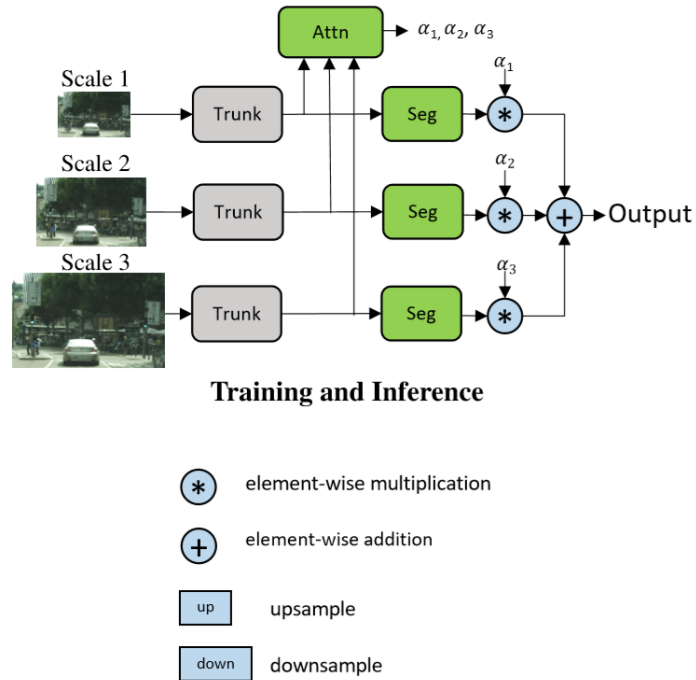 Attn
α₁, α₂, α₃
Scale 1
α₁
Trunk
Seg
*
Scale 2
α₂
Trunk
Seg
*
+
Output
Scale 3
α₃
Trunk
Seg
*
Training and Inference
* element-wise multiplication
+ element-wise addition
up upsample
down downsample